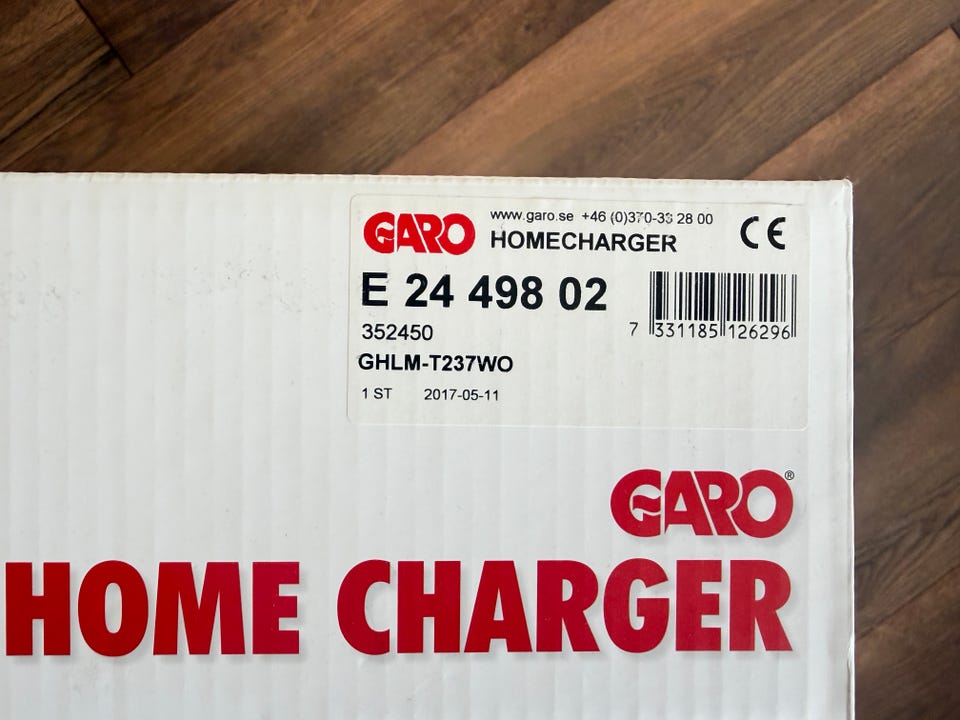 GARO
www.garo.se +46 (0)370-33 28 00
HOMECHARGER
CE
E 24 498 02
7 331185 126296
352450
GHLM-T237WO
1 ST 2017-05-11
GARO®
HOME CHARGER